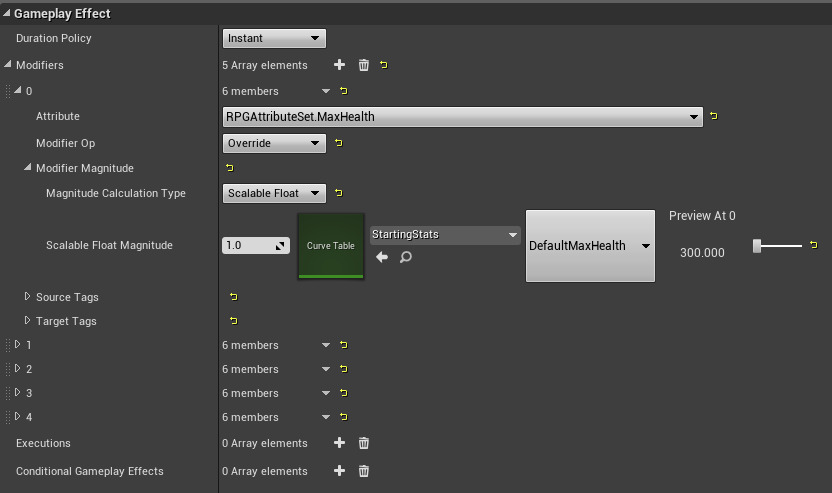 Gameplay Effect
Duration Policy Instant
Modifiers 5 Array elements
0 6 members
Attribute RPGAttributeSet.MaxHealth
Modifier Op Override
Modifier Magnitude
Magnitude Calculation Type Scalable Float
Scalable Float Magnitude 1.0 Curve Table StartingStats DefaultMaxHealth Preview At 0
300.000
Source Tags
Target Tags
1 6 members
2 6 members
3 6 members
4 6 members
Executions 0 Array elements
Conditional Gameplay Effects 0 Array elements